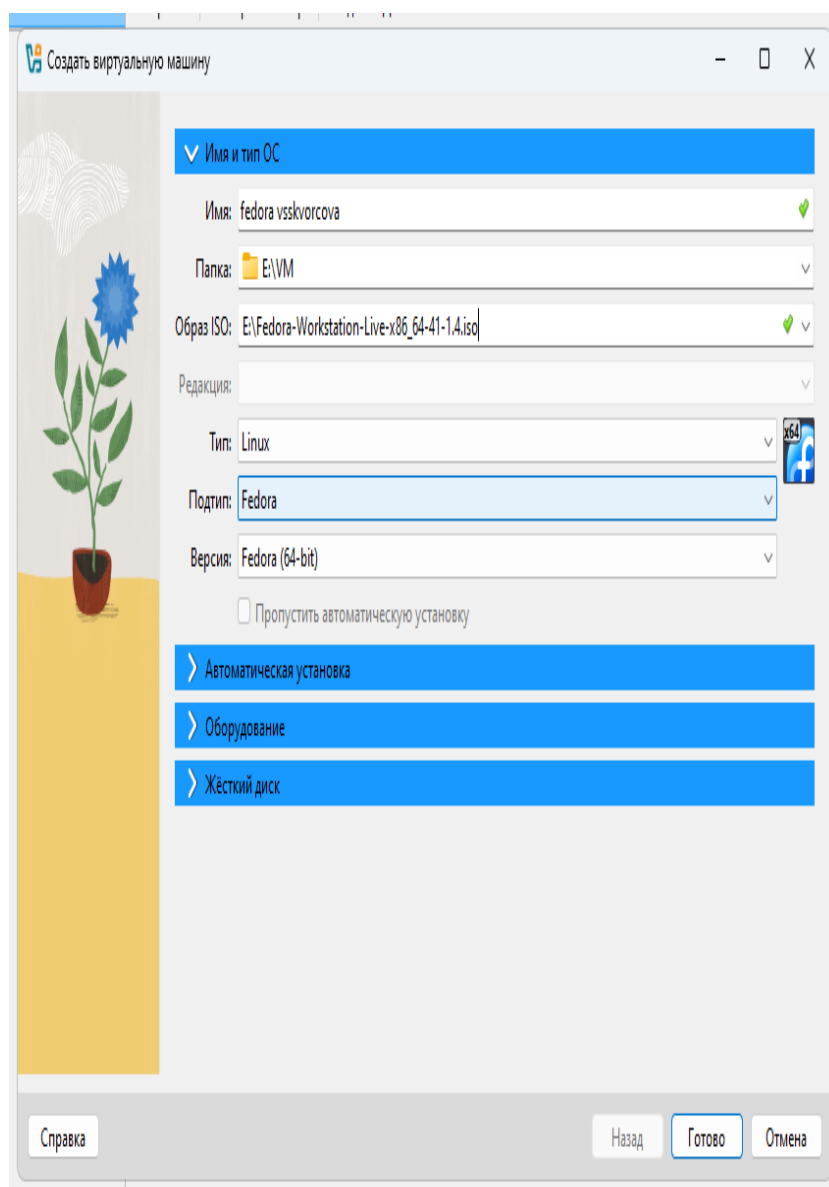 Создать виртуальную машину
Имя и тип ОС
Имя: fedora vsskvorcova
Папка: E:\VM
Образ ISO: E:\Fedora-Workstation-Live-x86_64-41-1.4.iso
Редакция:
Тип: Linux
x64
Подтип: Fedora
Версия: Fedora (64-bit)
Пропустить автоматическую установку
Автоматическая установка
Оборудование
Жёсткий диск
Справка Назад Готово Отмена